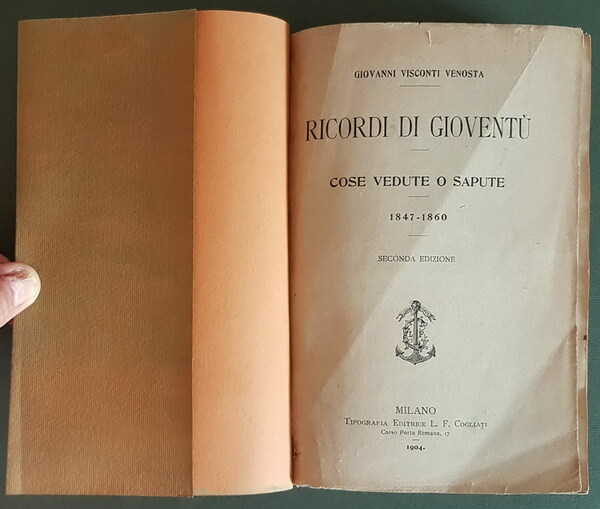 GIOVANNI VISCONTI VENOSTA
RICORDI DI GIOVENTÙ
COSE VEDUTE O SAPUTE
1847-1860
SECONDA EDIZIONE
MILANO
TIPOGRAFIA EDITRICE L. F. COGLIATI
Corso Porta Romana, 17
1904.